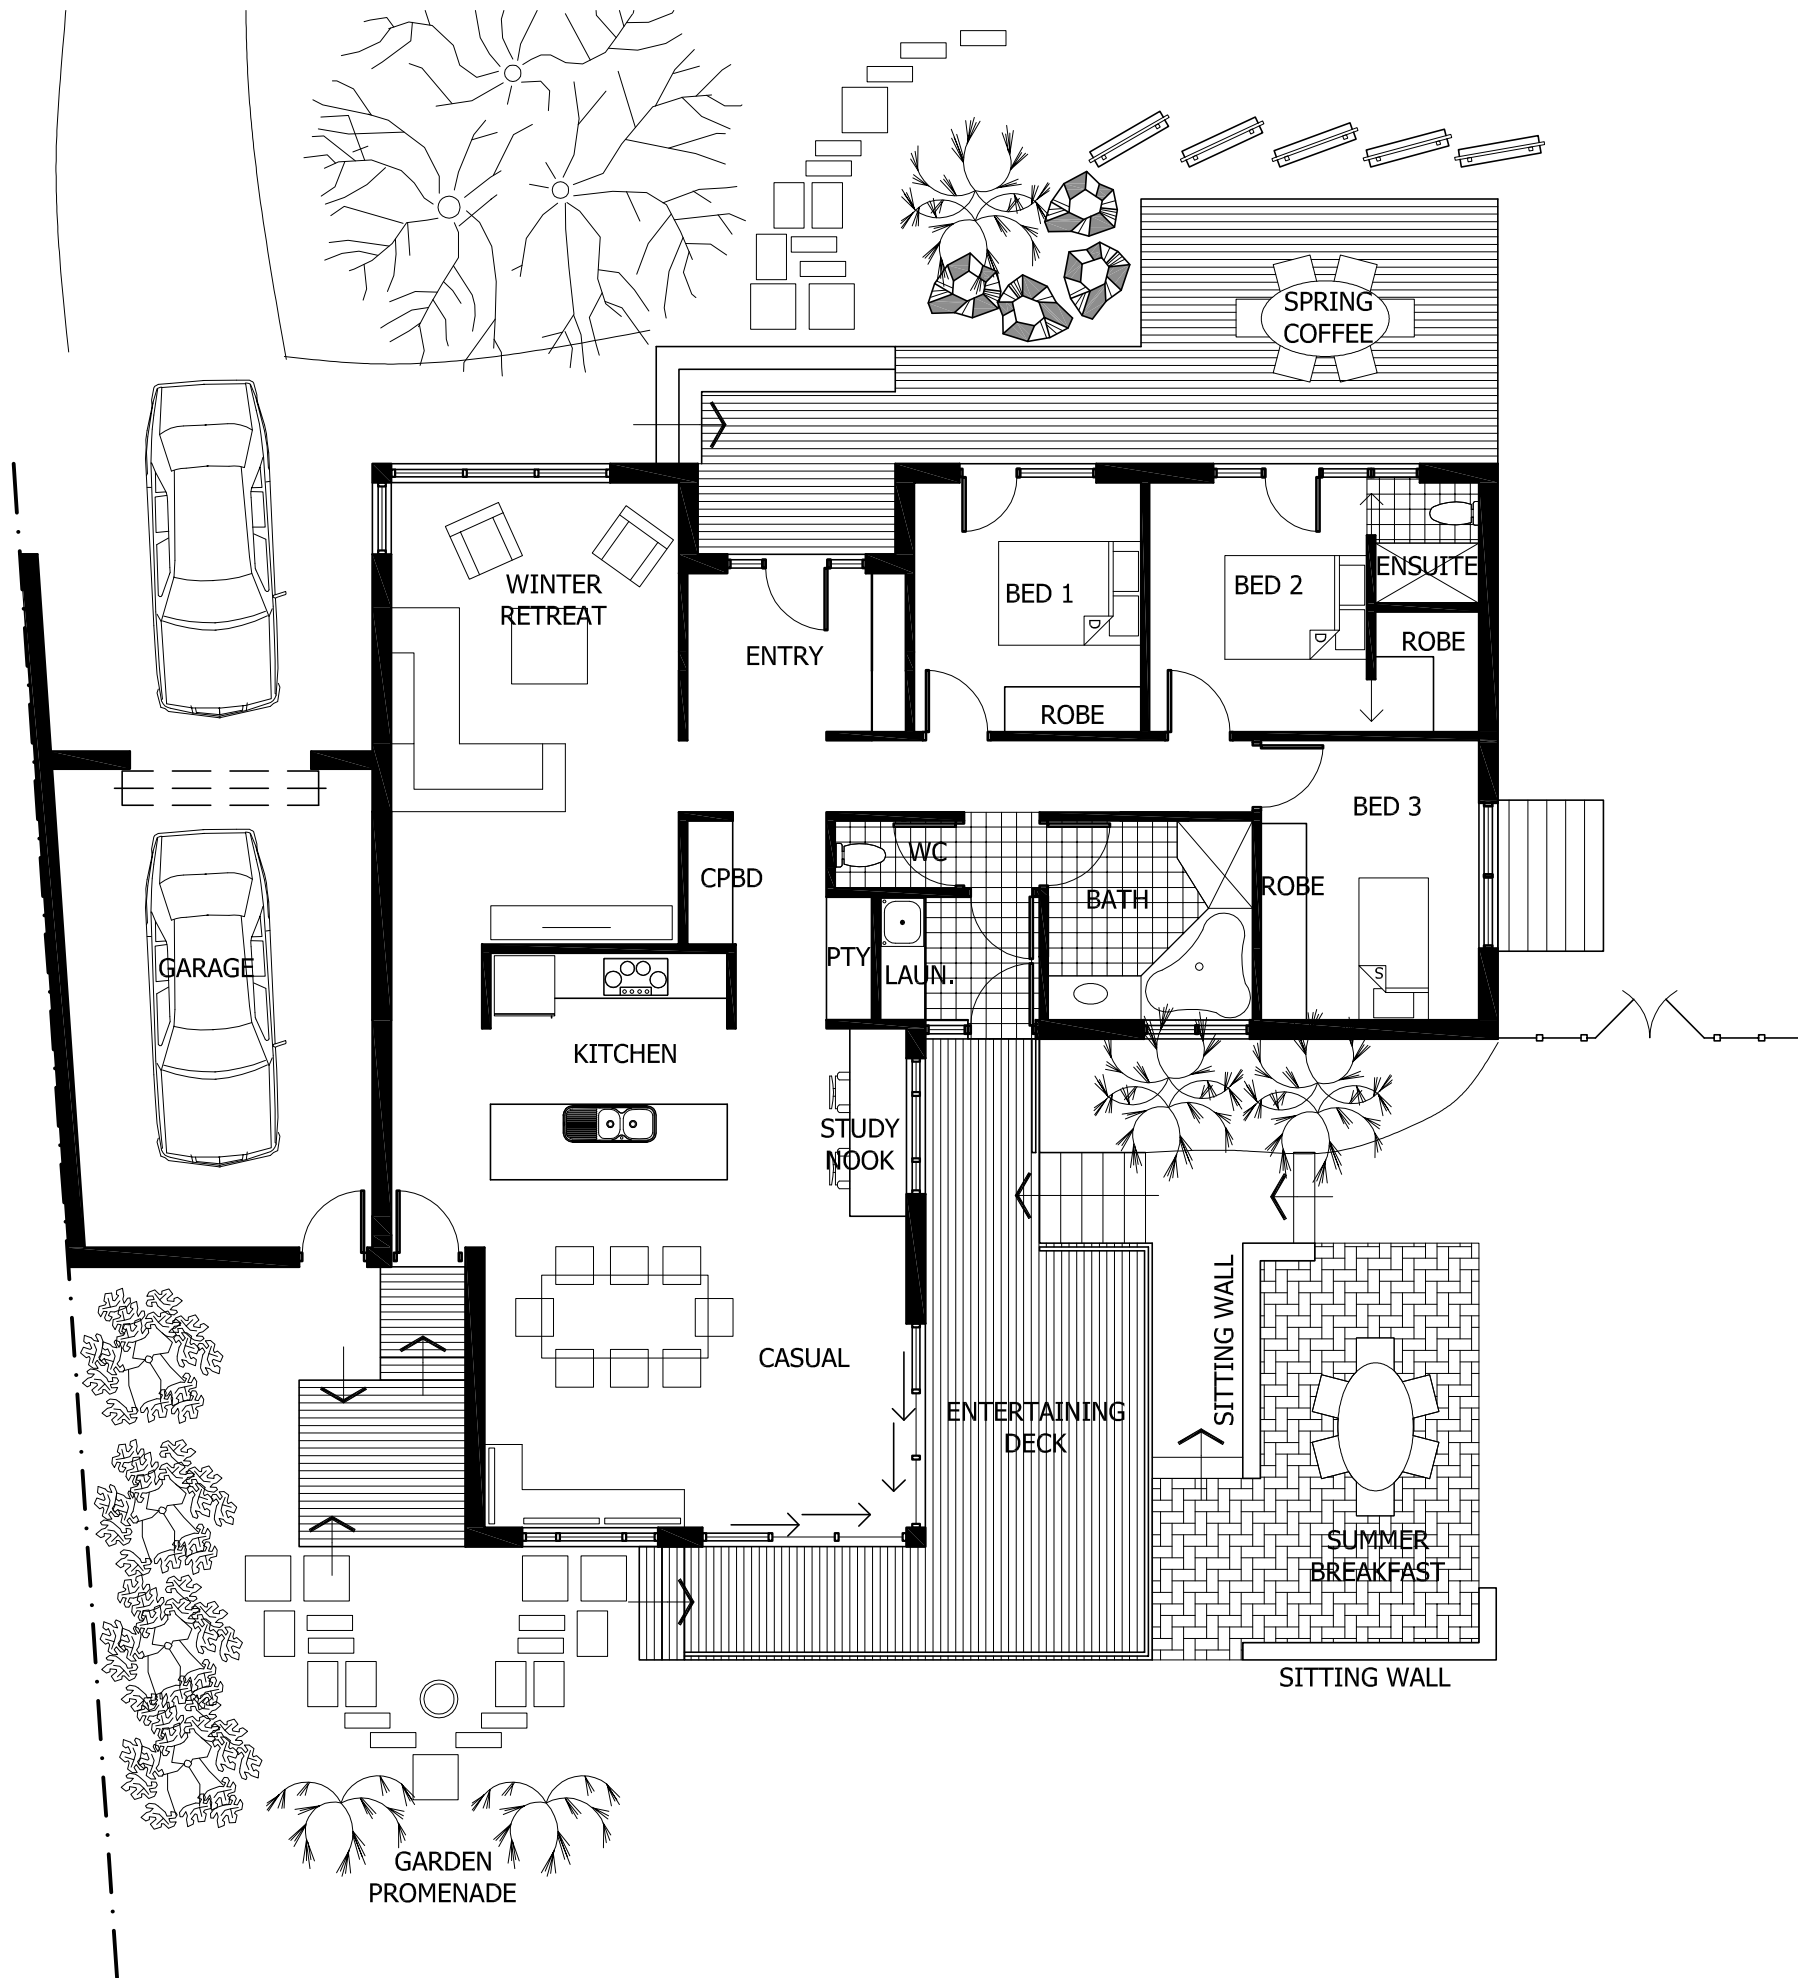 SPRING
COFFEE
WINTER
RETREAT
ENTRY
BED 1
BED 2
ENSUITE
ROBE
ROBE
D
D
BED 3
WC
CPBD
BATH
ROBE
GARAGE
PTY
LAUN.
S
KITCHEN
STUDY
NOOK
SITTING WALL
CASUAL
ENTERTAINING
DECK
SUMMER
BREAKFAST
SITTING WALL
GARDEN
PROMENADE